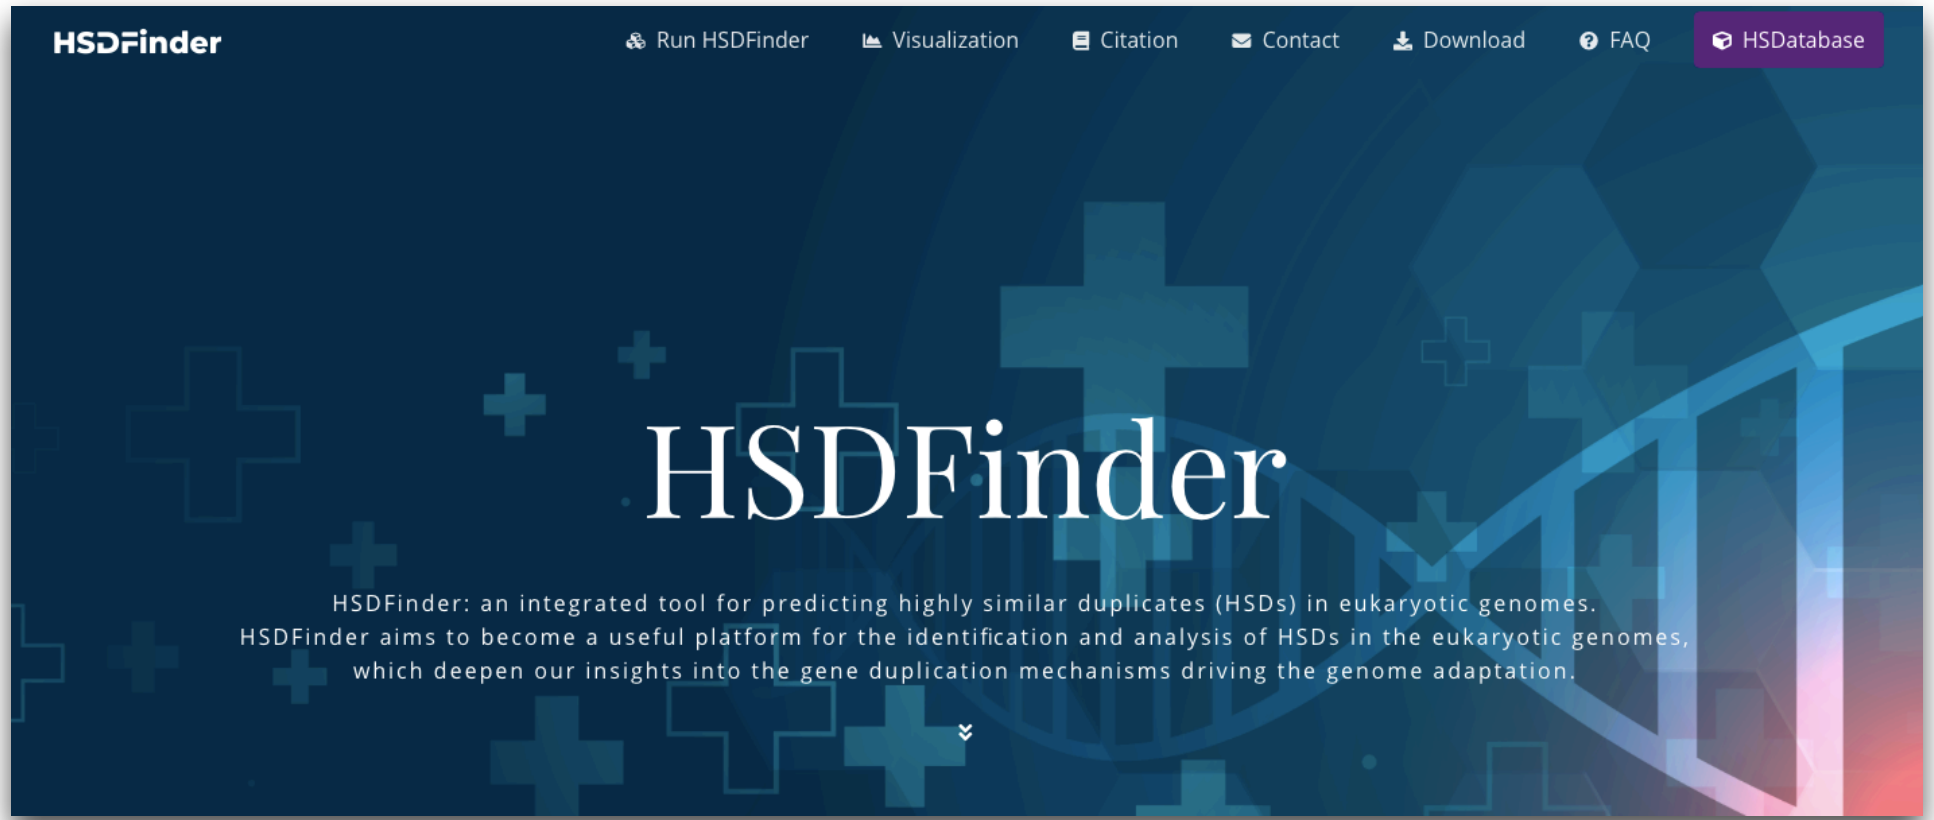 HSDFinder
Run HSDFinder
Visualization
Citation
Contact
Download
FAQ
HSDatabase
HSDFinder
HSDFinder: an integrated tool for predicting highly similar duplicates (HSDs) in eukaryotic genomes.
HSDFinder aims to become a useful platform for the identification and analysis of HSDs in the eukaryotic genomes,
which deepen our insights into the gene duplication mechanisms driving the genome adaptation.